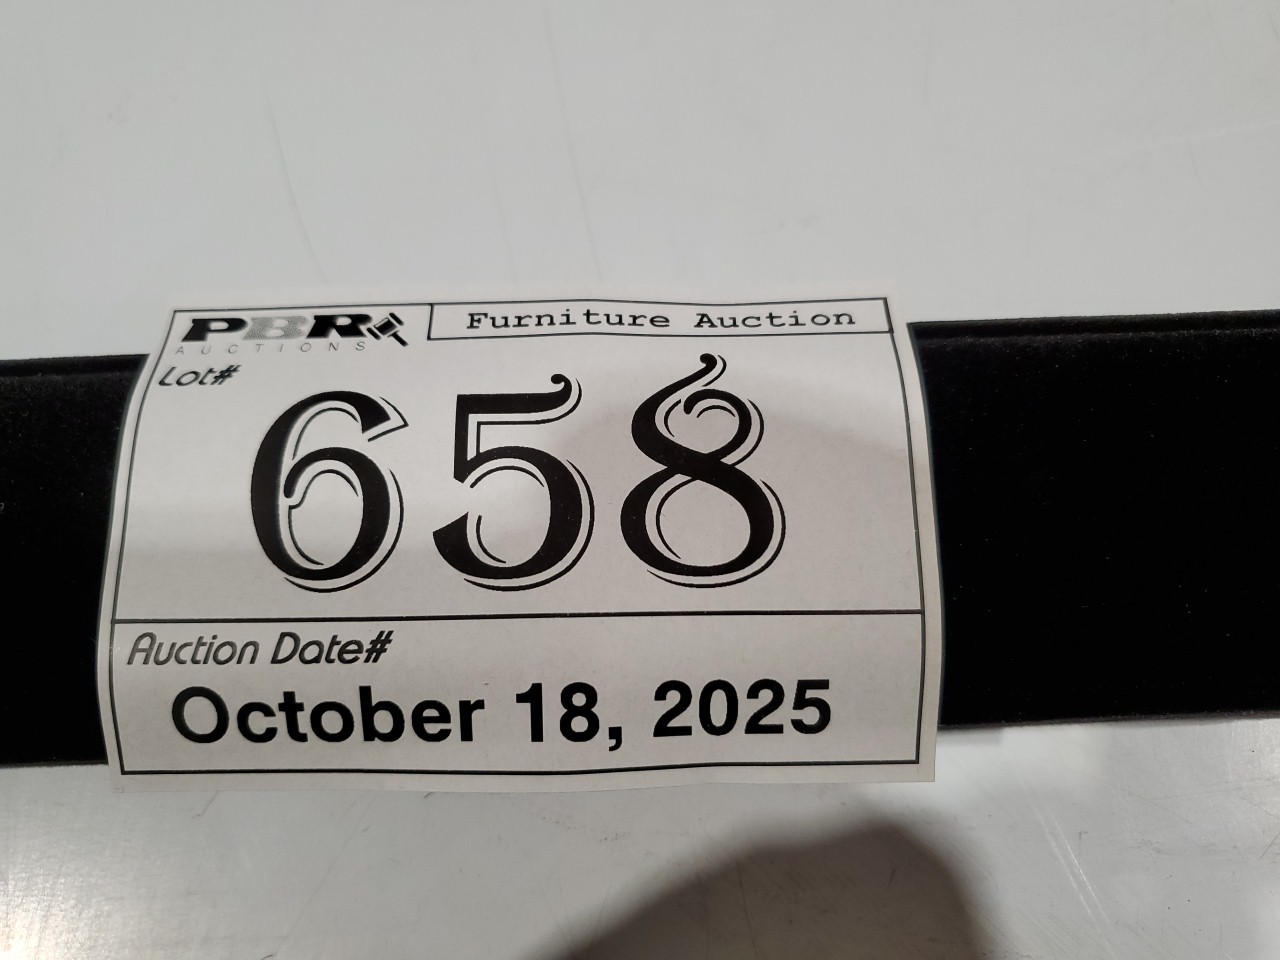 PBR
AUCTIONS
Furniture Auction
Lot#
658
Auction Date#
October 18, 2025